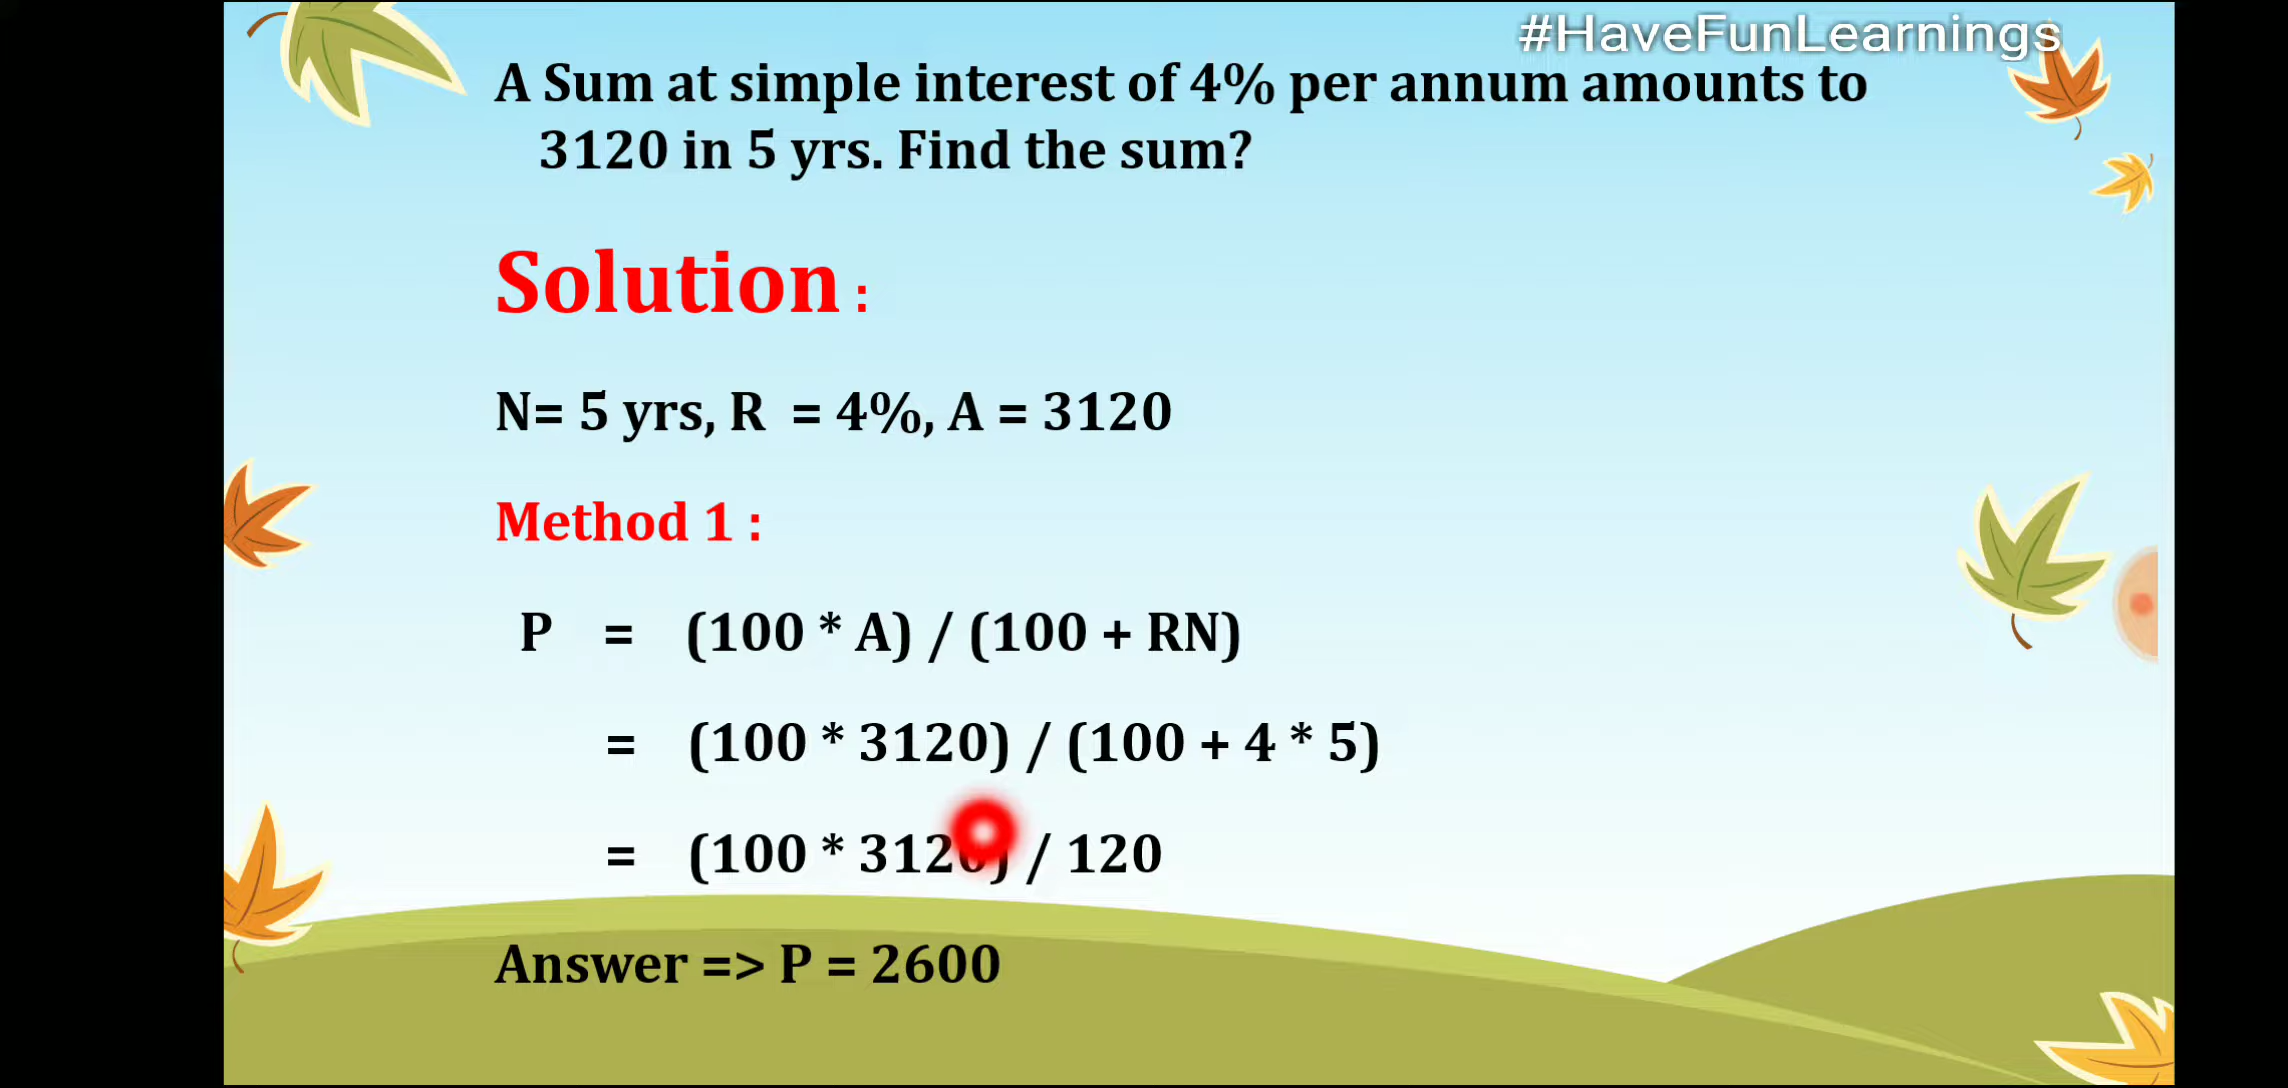 #HaveFunLearnings
A Sum at simple interest of 4% per annum amounts to
3120 in 5 yrs. Find the sum?
Solution :
N= 5 yrs, R = 4%, A = 3120
Method 1 :
P = (100 * A) / (100 + RN)
= (100 * 3120) / (100 + 4 * 5)
= (100 * 3120) / 120
Answer => P = 2600